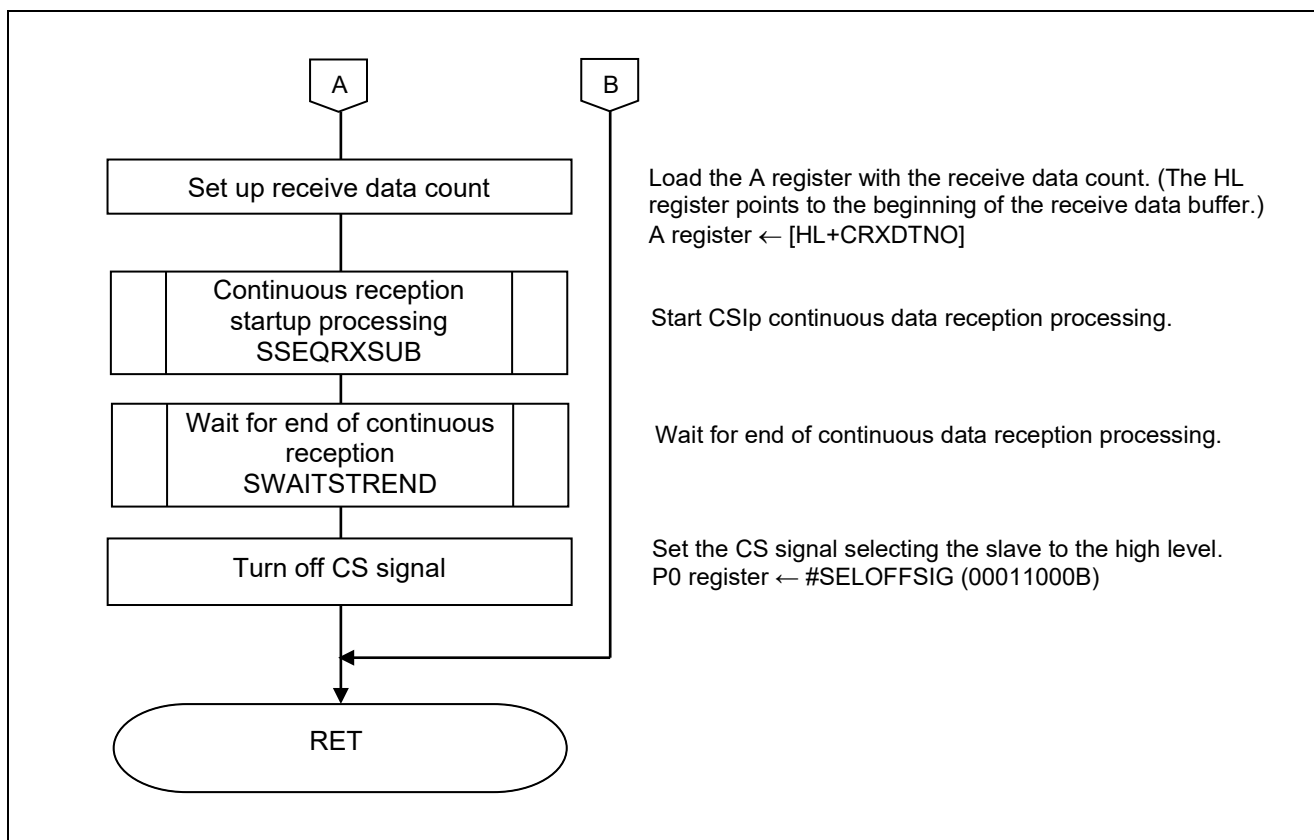 A
B
Set up receive data count
Load the A register with the receive data count. (The HL
register points to the beginning of the receive data buffer.)
A register ← [HL+CRXDTNO]
Continuous reception
startup processing
SSEQRXSUB
Start CSIp continuous data reception processing.
Wait for end of continuous
reception
SWAITSTREND
Wait for end of continuous data reception processing.
Turn off CS signal
Set the CS signal selecting the slave to the high level.
P0 register ← #SELOFFSIG (00011000B)
RET